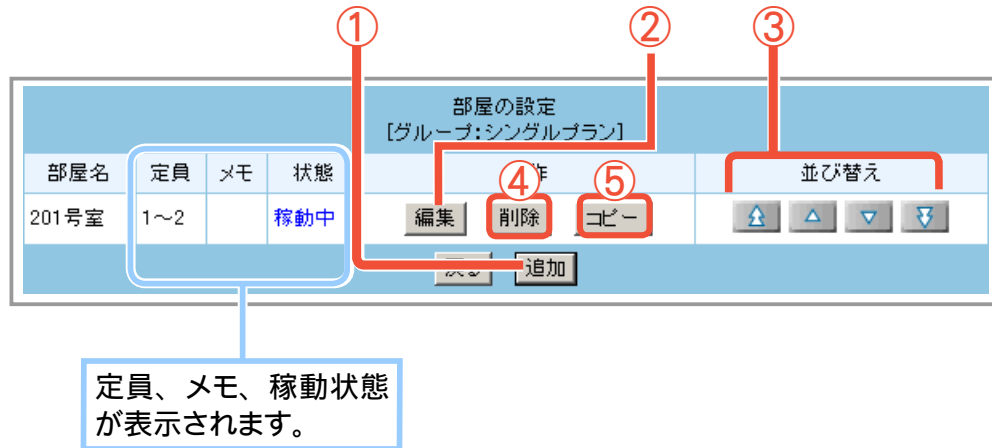 ① ② ③
部屋の設定
[グループ:シングルプラン]
部屋名 定員 メモ 状態 作 並び替え
④ ⑤
201号室 1～2 稼動中 編集 削除 コピー
戻る 追加
定員、メモ、稼動状態
が表示されます。